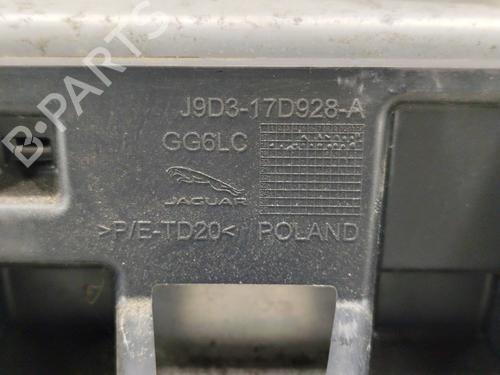 J9D3-17D928-A
GG6LC
JAGUAR
>P/E-TD20< POLAND
B-PARTS